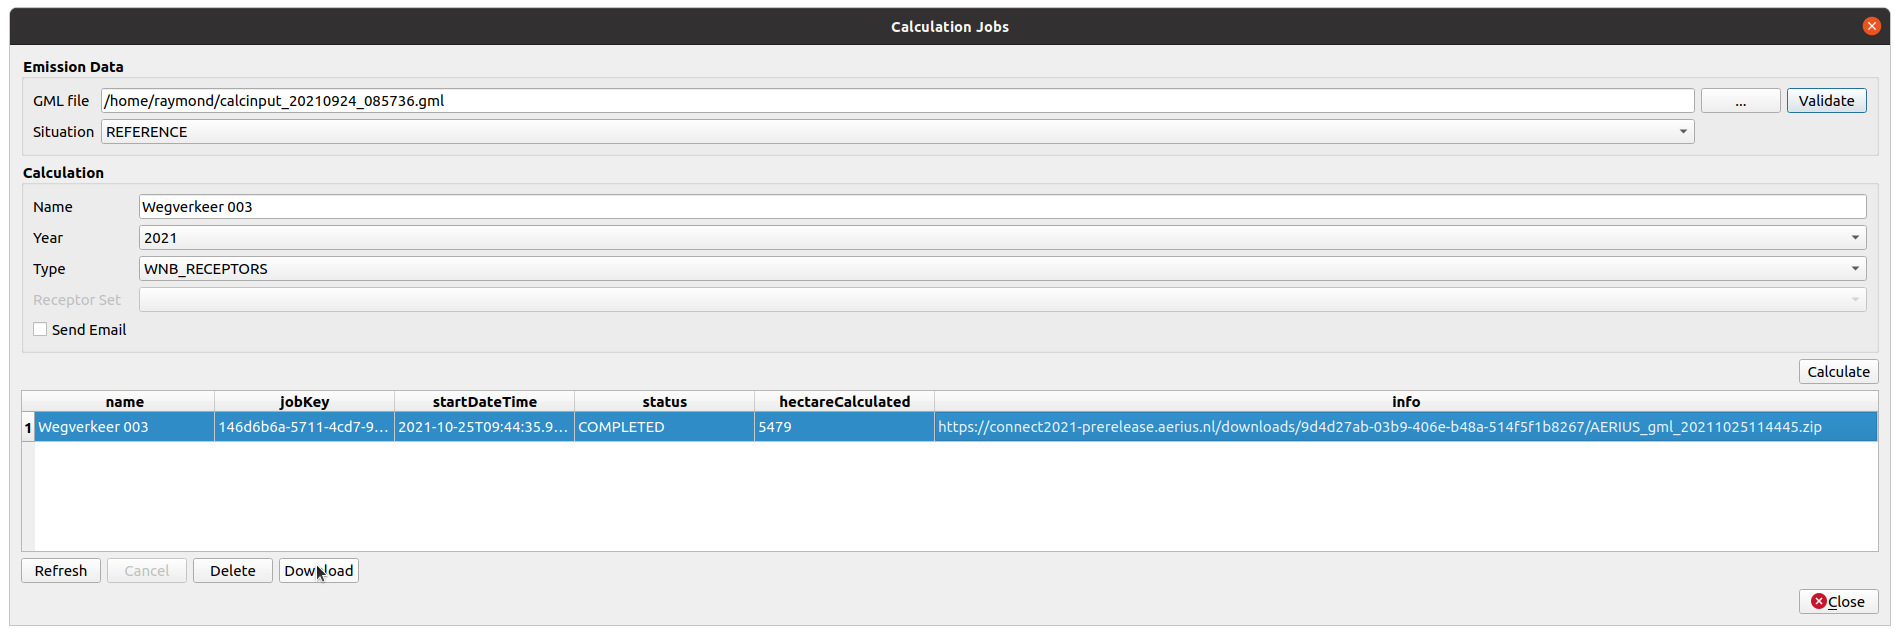 Calculation Jobs
Emission Data
GML file /home/raymond/calcinput_20210924_085736.gml ... Validate
Situation REFERENCE
Calculation
Name Wegverkeer 003
Year 2021
Type WNB_RECEPTORS
Receptor Set
Send Email
Calculate
name jobKey startDateTime status hectareCalculated info
1 Wegverkeer 003 146d6b6a-5711-4cd7-9... 2021-10-25T09:44:35.9... COMPLETED 5479 https://connect2021-prerelease.aerius.nl/downloads/9d4d27ab-03b9-406e-b48a-514f5f1b8267/AERIUS_gml_20211025114445.zip
Refresh Cancel Delete Download
Close